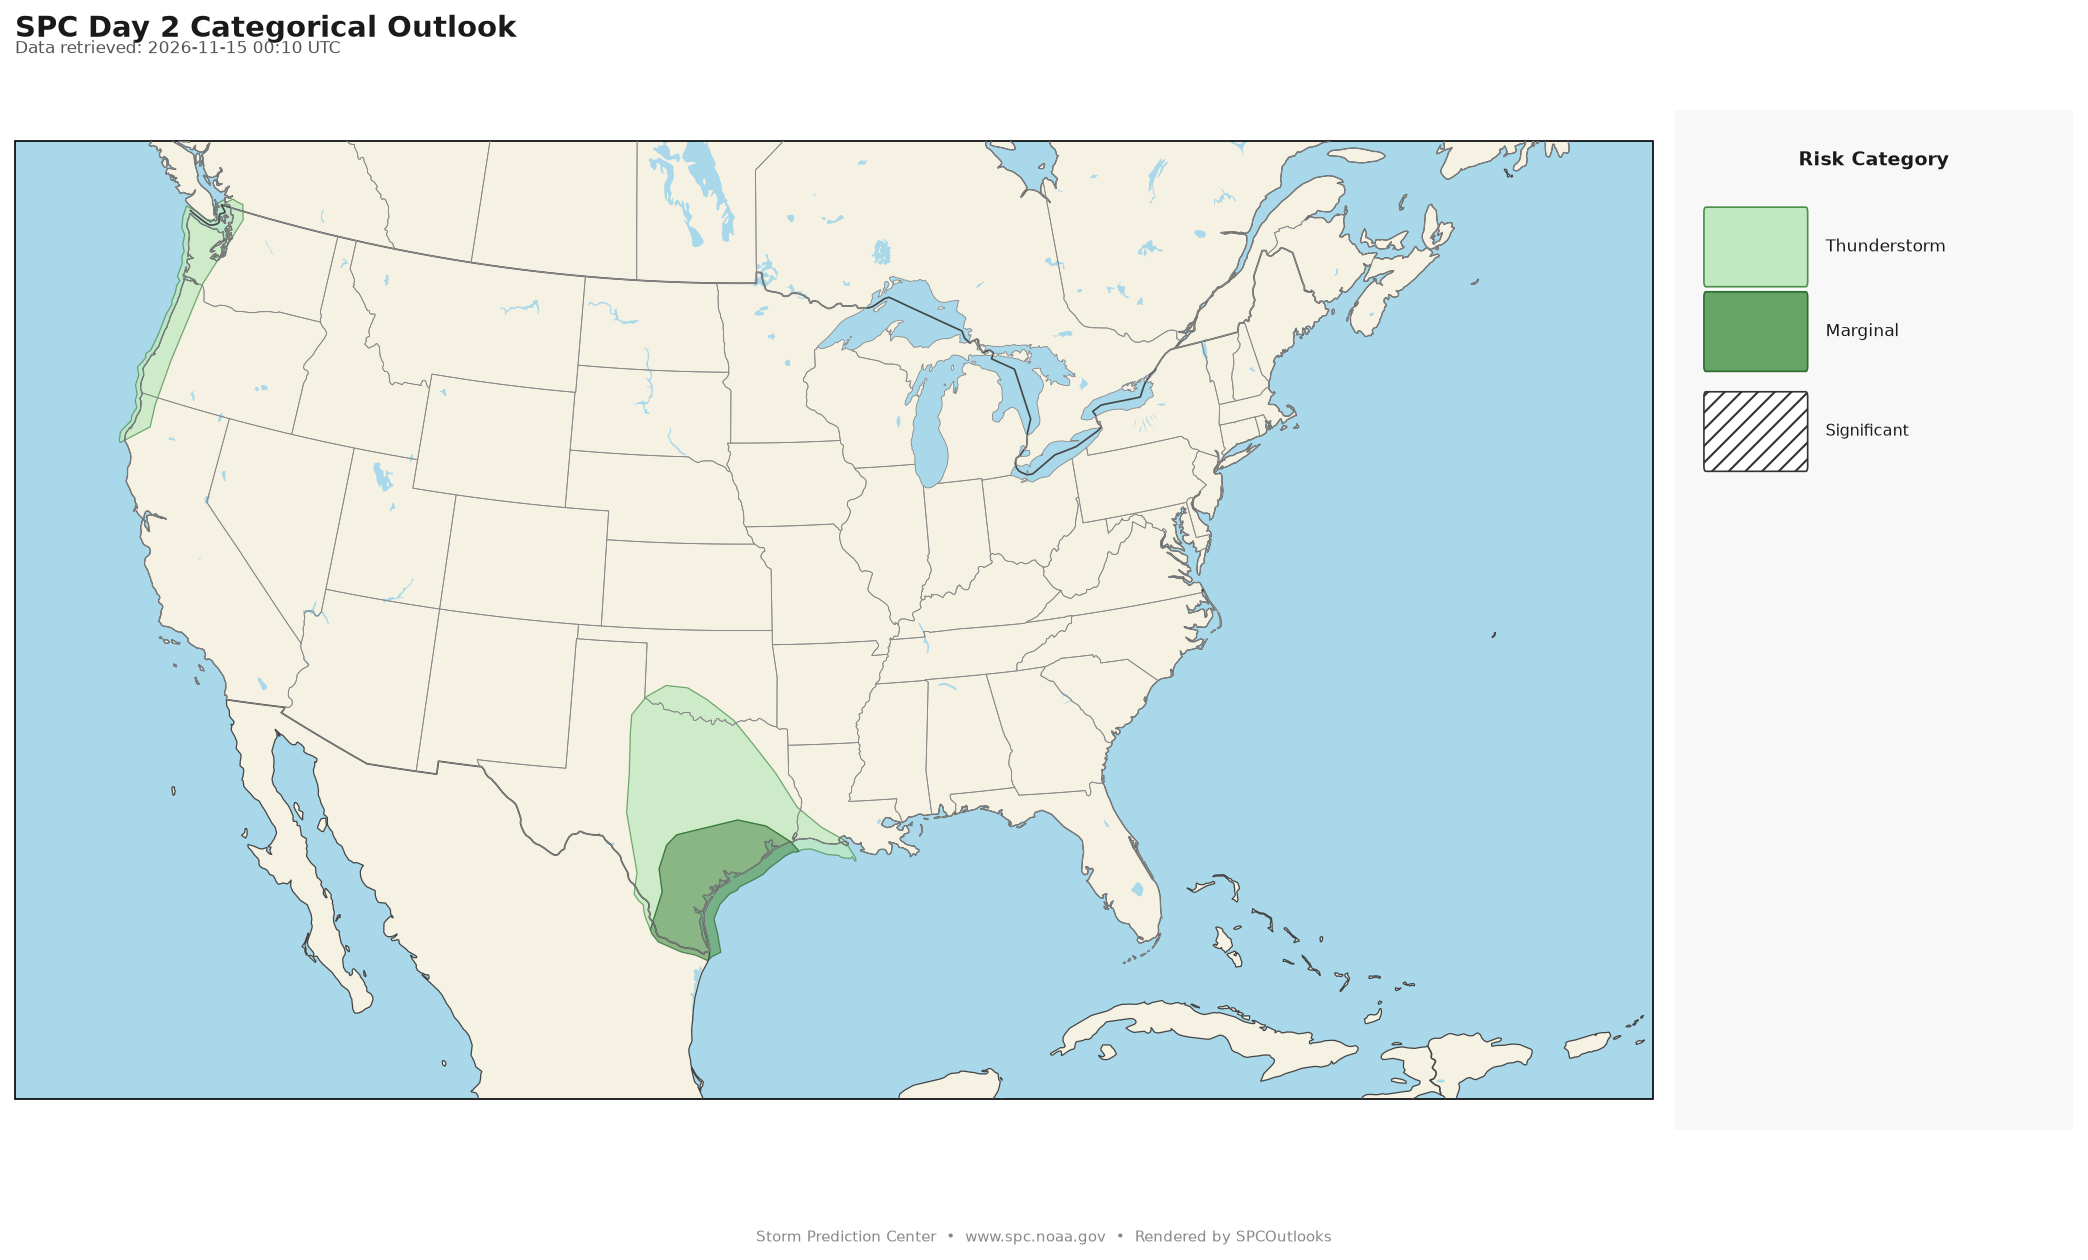 SPC Day 2 Categorical Outlook
Data retrieved: 2026-11-15 00:10 UTC
Risk Category
Thunderstorm
Marginal
Significant
Storm Prediction Center • www.spc.noaa.gov • Rendered by SPCOutlooks